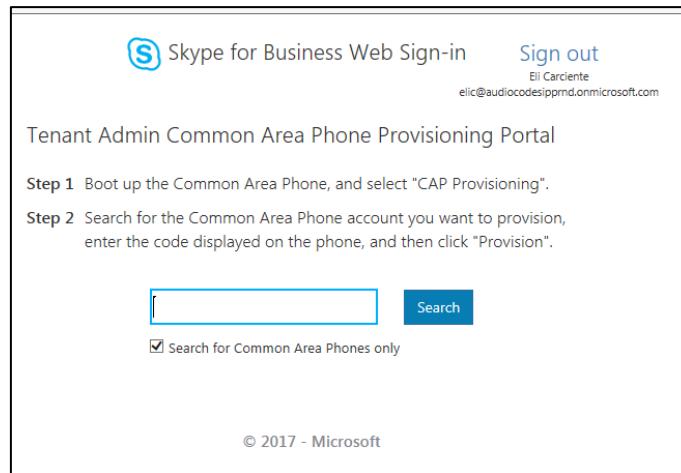 Skype for Business Web Sign-in
Sign out
Eli Carciente
elic@audiocodesipprnd.onmicrosoft.com
Tenant Admin Common Area Phone Provisioning Portal
Step 1 Boot up the Common Area Phone, and select "CAP Provisioning".
Step 2 Search for the Common Area Phone account you want to provision,
enter the code displayed on the phone, and then click "Provision".
Search
Search for Common Area Phones only
© 2017 - Microsoft